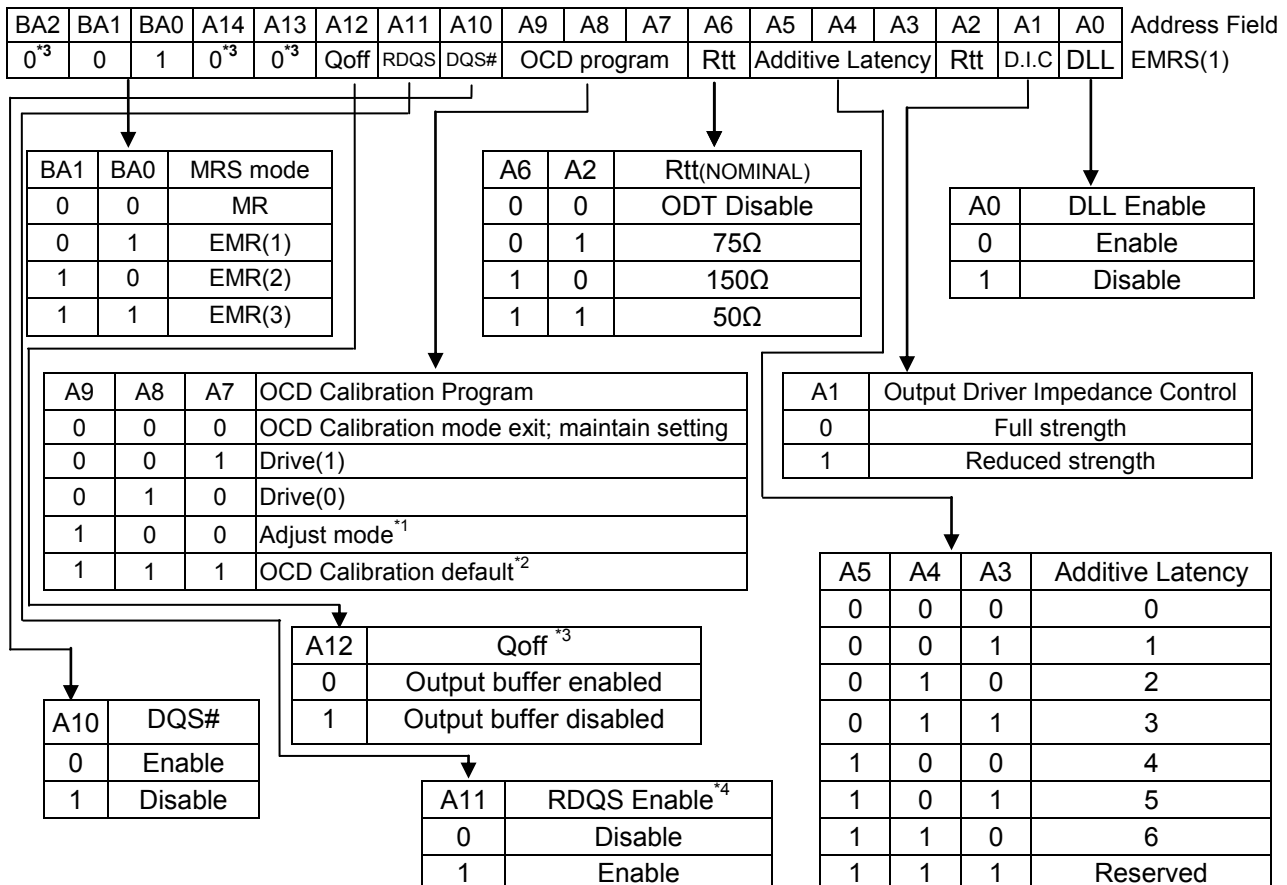 BA2 BA1 BA0 A14 A13 A12 A11 A10 A9 A8 A7 A6 A5 A4 A3 A2 A1 A0 Address Field
0*3 0 1 0*3 0*3 Qoff RDQS DQS# OCD program Rtt Additive Latency Rtt D.I.C DLL EMRS(1)
BA1 BA0 MRS mode
0 0 MR
0 1 EMR(1)
1 0 EMR(2)
1 1 EMR(3)
A6 A2 Rtt(NOMINAL)
0 0 ODT Disable
0 1 75Ω
1 0 150Ω
1 1 50Ω
A0 DLL Enable
0 Enable
1 Disable
A9 A8 A7 OCD Calibration Program
0 0 0 OCD Calibration mode exit; maintain setting
0 0 1 Drive(1)
0 1 0 Drive(0)
1 0 0 Adjust mode*1
1 1 1 OCD Calibration default*2
A1 Output Driver Impedance Control
0 Full strength
1 Reduced strength
A12 Qoff *3
0 Output buffer enabled
1 Output buffer disabled
A10 DQS#
0 Enable
1 Disable
A11 RDQS Enable*4
0 Disable
1 Enable
A5 A4 A3 Additive Latency
0 0 0 0
0 0 1 1
0 1 0 2
0 1 1 3
1 0 0 4
1 0 1 5
1 1 0 6
1 1 1 Reserved